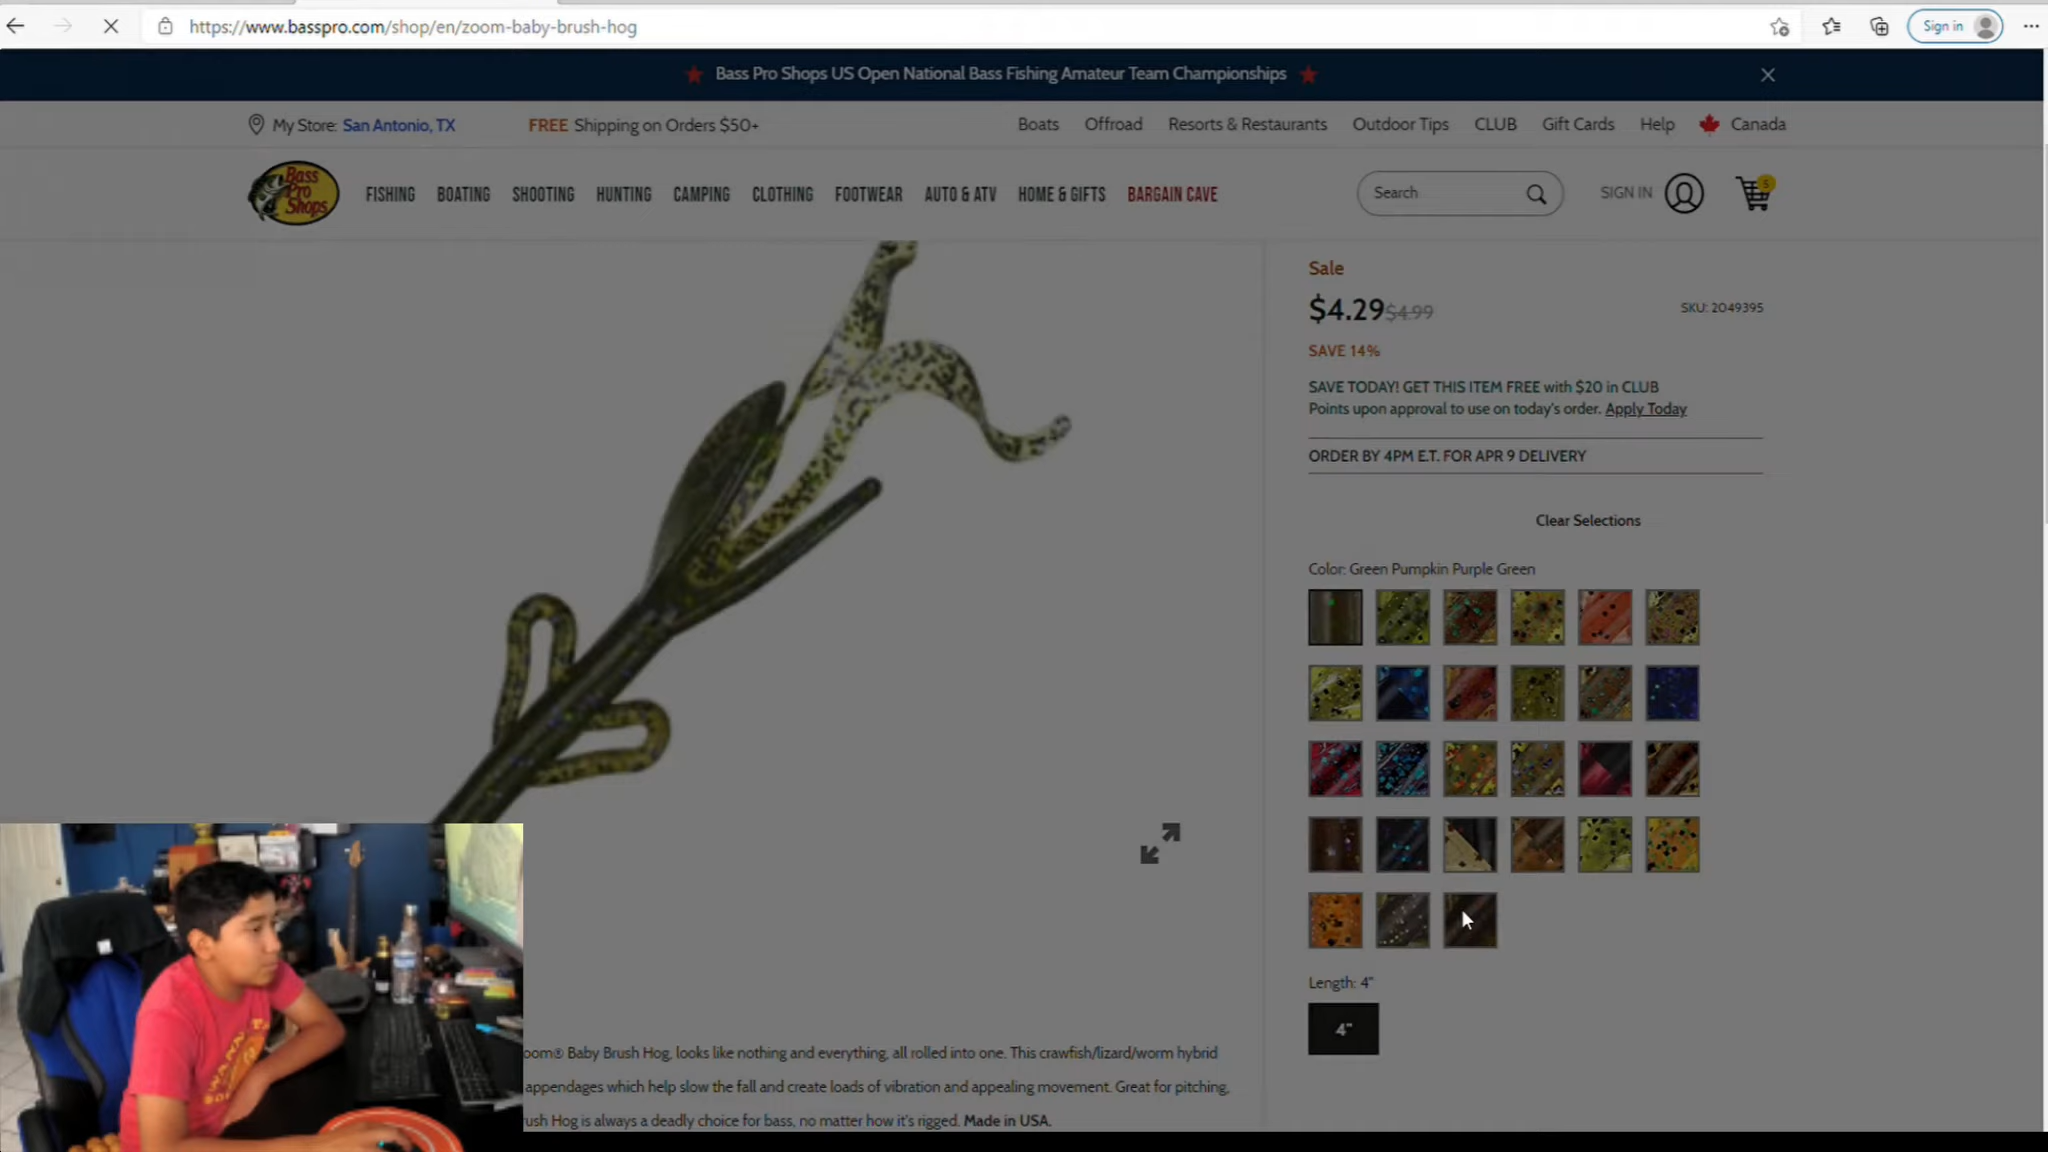 https://www.basspro.com/shop/en/zoom-baby-brush-hog
Sign in
Bass Pro Shops US Open National Bass Fishing Amateur Team Championships
My Store: San Antonio, TX
FREE Shipping on Orders $50+
Boats
Offroad
Resorts & Restaurants
Outdoor Tips
CLUB
Gift Cards
Help
Canada
Bass
Pro
Shops
FISHING
BOATING
SHOOTING
HUNTING
CAMPING
CLOTHING
FOOTWEAR
AUTO & ATV
HOME & GIFTS
BARGAIN CAVE
Search
SIGN IN
5
Sale
$4.29 $4.99
SKU: 2049395
SAVE 14%
SAVE TODAY! GET THIS ITEM FREE with $20 in CLUB
Points upon approval to use on today's order. Apply Today
ORDER BY 4PM E.T. FOR APR 9 DELIVERY
Clear Selections
Color: Green Pumpkin Purple Green
Length: 4"
4"
oom® Baby Brush Hog, looks like nothing and everything, all rolled into one. This crawfish/lizard/worm hybrid
appendages which help slow the fall and create loads of vibration and appealing movement. Great for pitching,
rush Hog is always a deadly choice for bass, no matter how it's rigged. Made in USA.